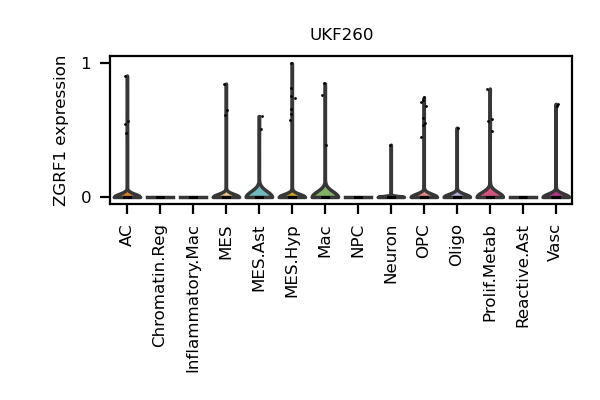 UKF260
ZGRF1 expression
1
0
AC
Chromatin.Reg
Inflammatory.Mac
MES
MES.Ast
MES.Hyp
Mac
NPC
Neuron
OPC
Oligo
Prolif.Metab
Reactive.Ast
Vasc